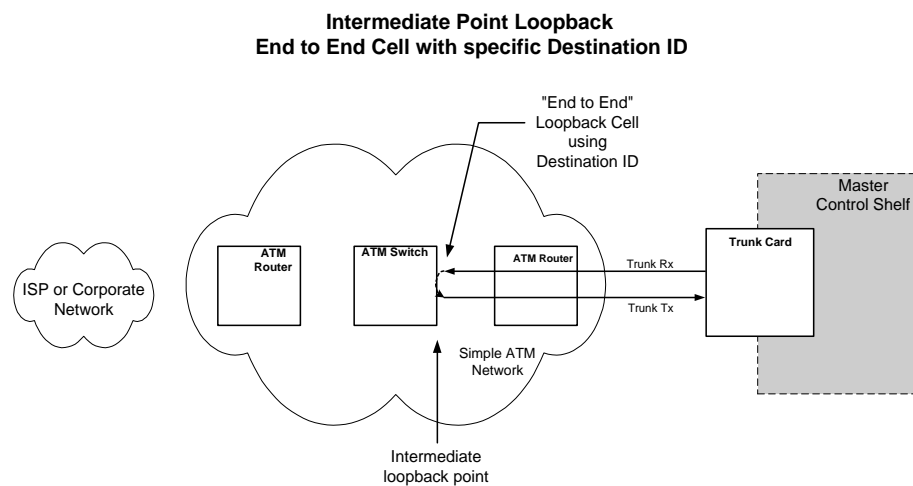 Intermediate Point Loopback
End to End Cell with specific Destination ID
"End to End"
Loopback Cell
using
Destination ID
Master
Control Shelf
Trunk Card
ATM
Router
ATM Switch
ATM Router
Trunk Rx
Trunk Tx
ISP or Corporate
Network
Simple ATM
Network
Intermediate
loopback point